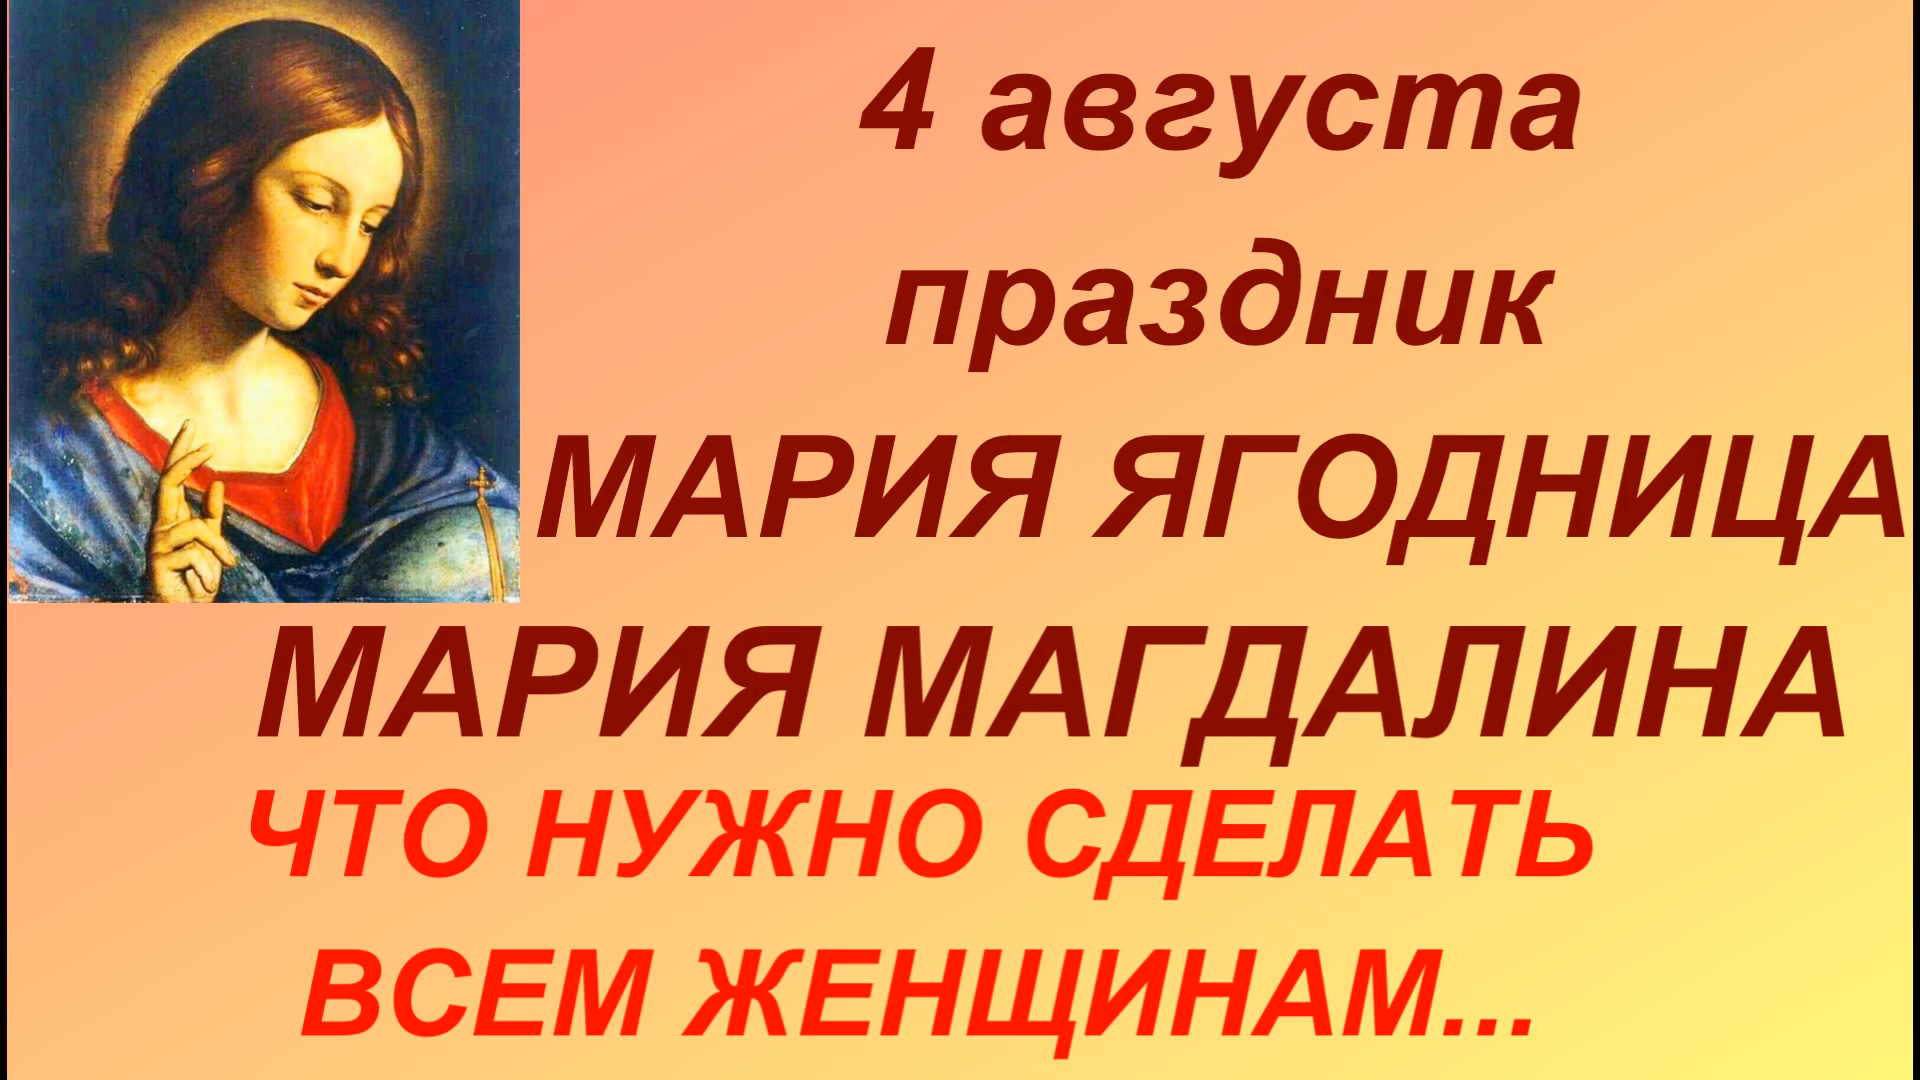 4 августа
праздник
МАРИЯ ЯГОДНИЦА
МАРИЯ МАГДАЛИНА
ЧТО НУЖНО СДЕЛАТЬ
ВСЕМ ЖЕНЩИНАМ...